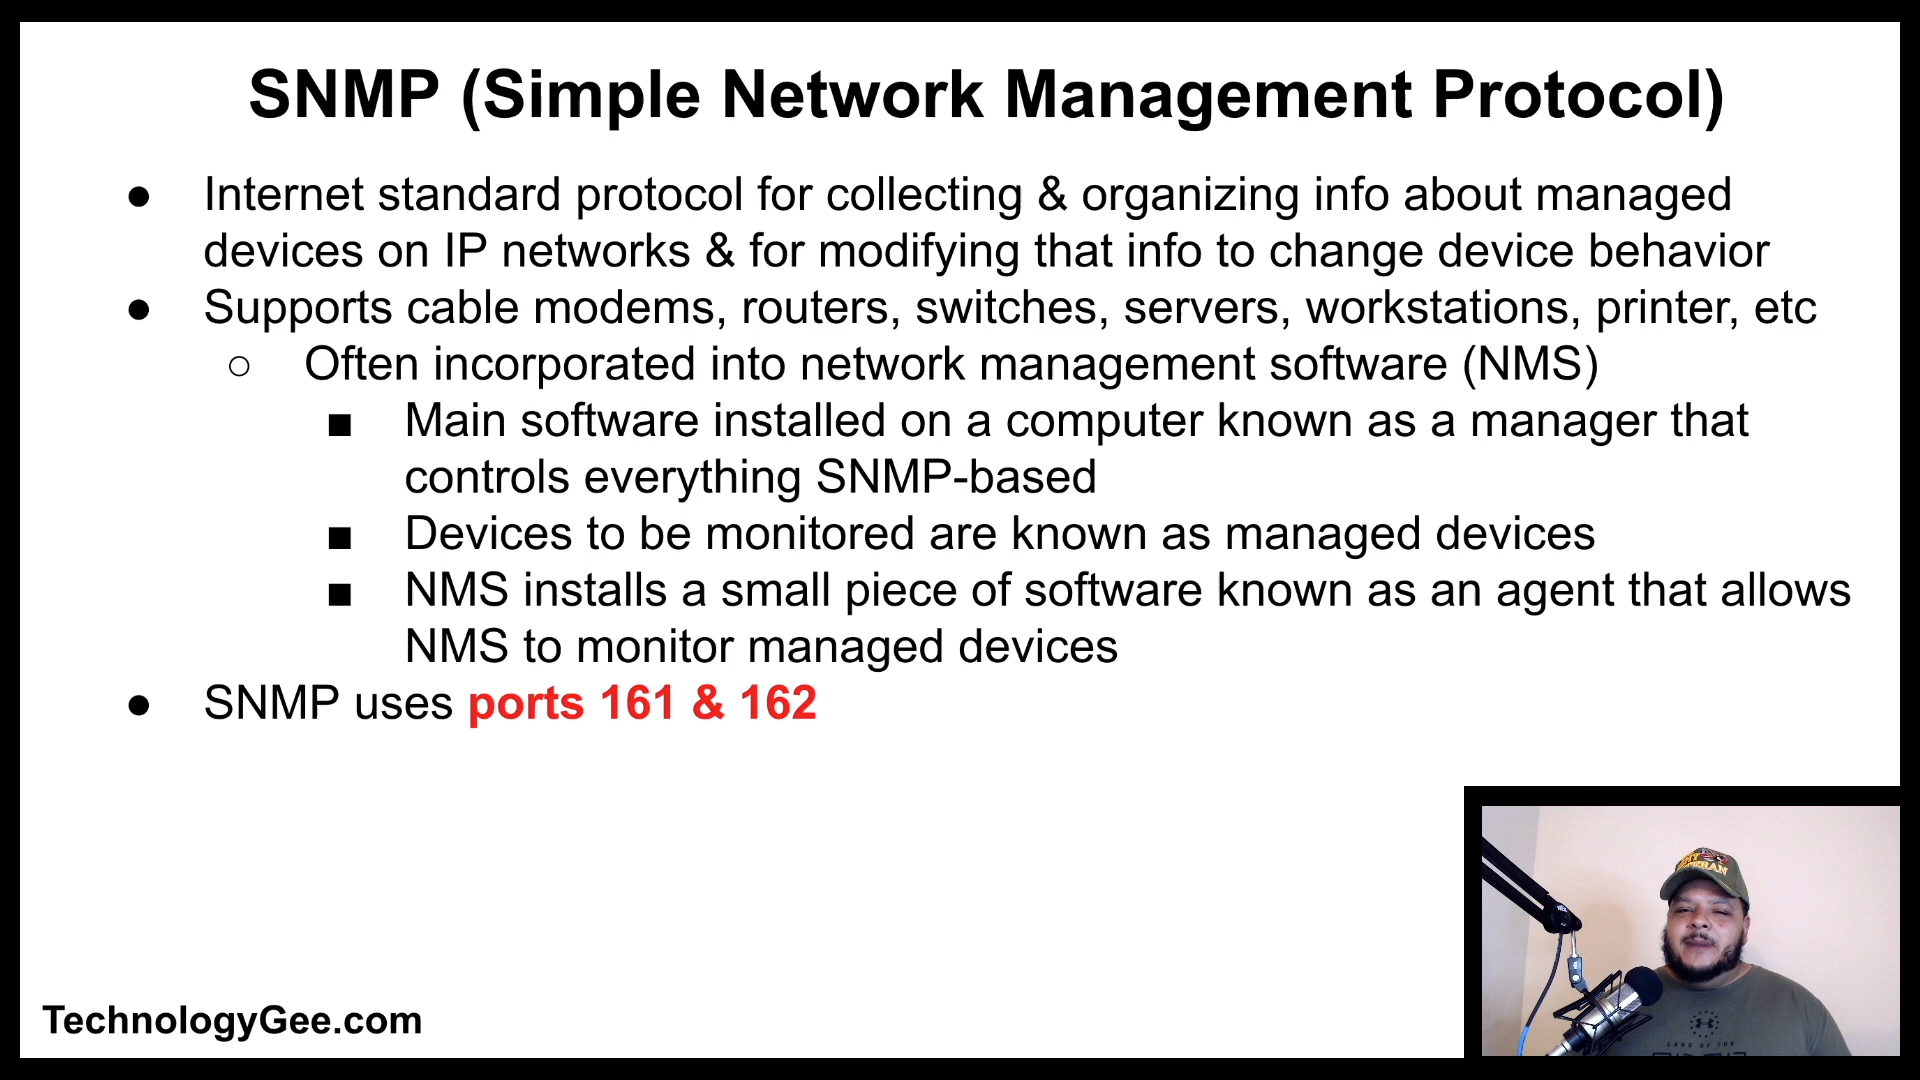 SNMP (Simple Network Management Protocol)
● Internet standard protocol for collecting & organizing info about managed
devices on IP networks & for modifying that info to change device behavior
● Supports cable modems, routers, switches, servers, workstations, printer, etc
○ Often incorporated into network management software (NMS)
■ Main software installed on a computer known as a manager that
controls everything SNMP-based
■ Devices to be monitored are known as managed devices
■ NMS installs a small piece of software known as an agent that allows
NMS to monitor managed devices
● SNMP uses ports 161 & 162
TechnologyGee.com
LAND OF THE